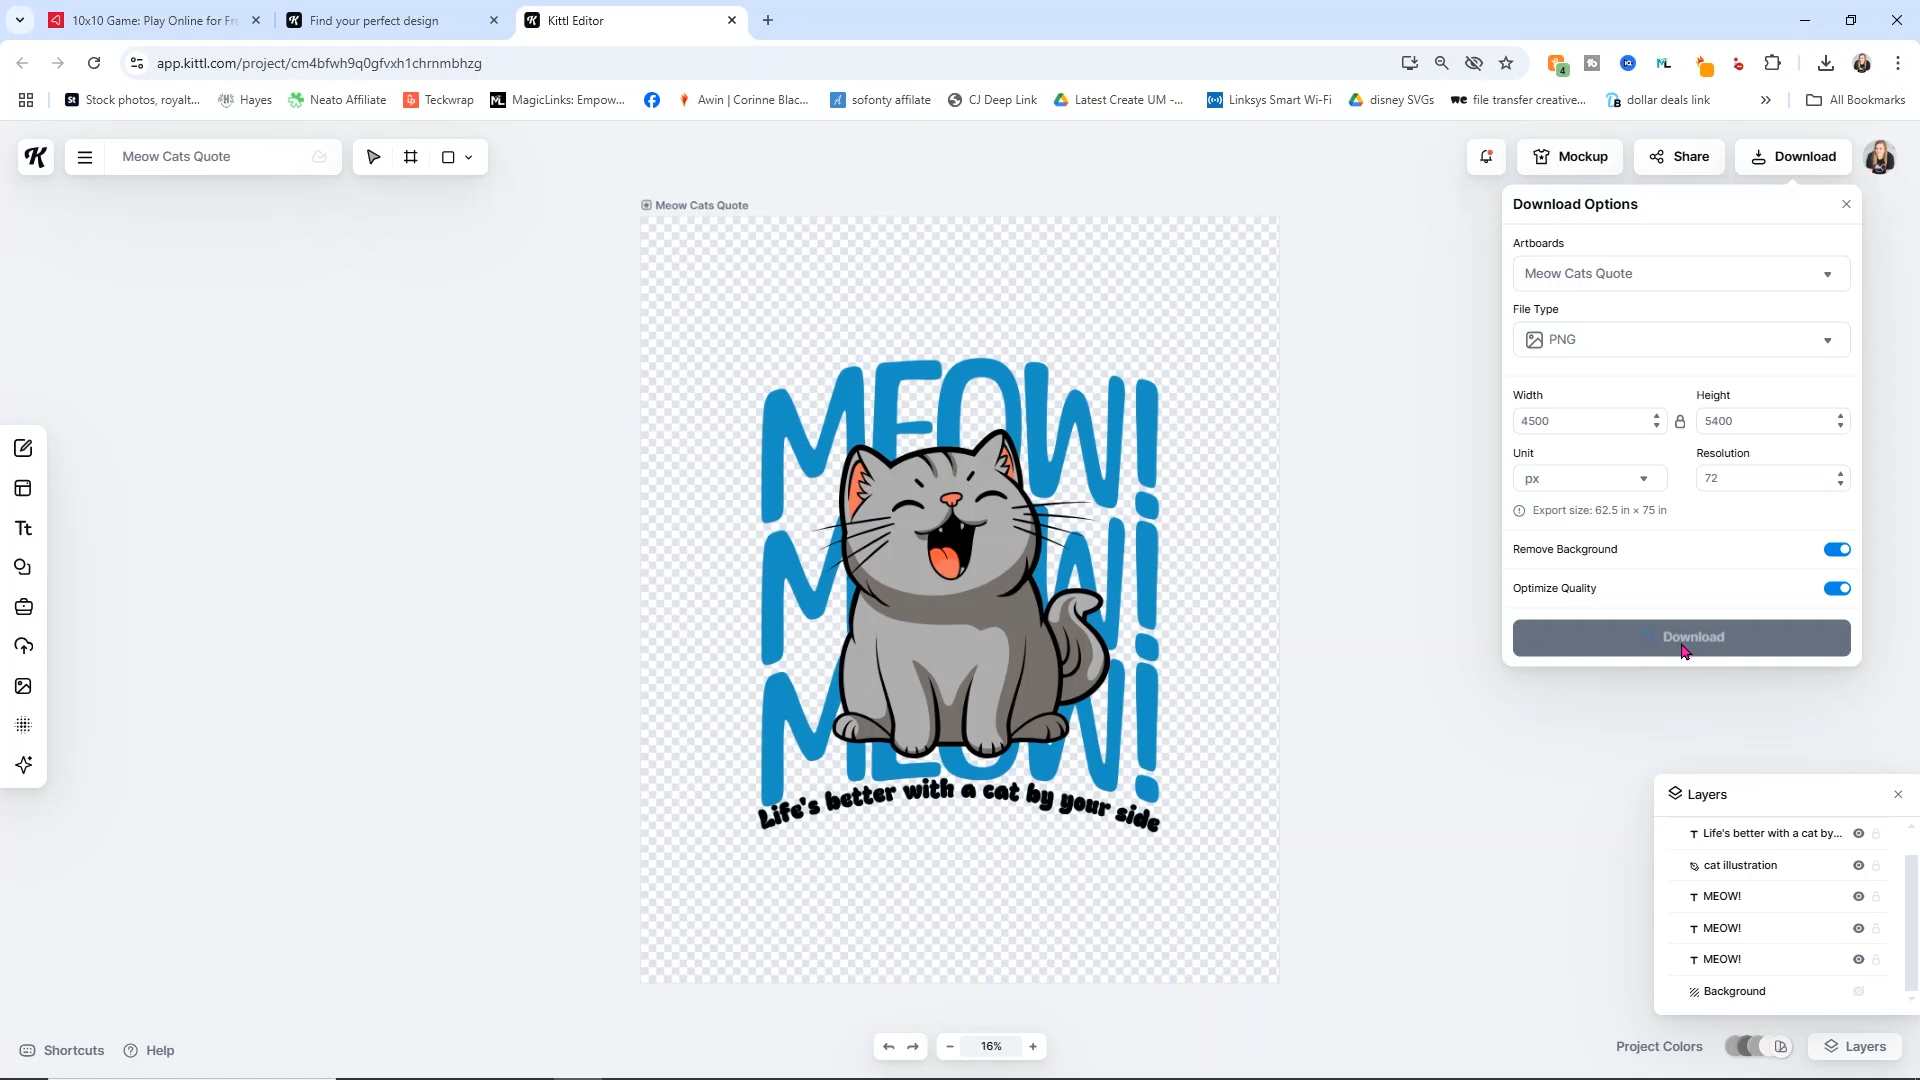 10x10 Game: Play Online for Fre
Find your perfect design
Kittl Editor
app.kittl.com/project/cm4bfwh9q0gfvxh1chrnmbhzg
4
Stock photos, royalt...
Hayes
Neato Affiliate
Teckwrap
MagicLinks: Empow...
Awin | Corinne Blac...
sofonty affilate
CJ Deep Link
Latest Create UM -...
Linksys Smart Wi-Fi
disney SVGs
file transfer creative...
dollar deals link
All Bookmarks
Meow Cats Quote
Mockup
Share
Download
Meow Cats Quote
Download Options
Artboards
Meow Cats Quote
File Type
PNG
Width
Height
4500
5400
Unit
Resolution
px
72
Export size: 62.5 in × 75 in
Remove Background
Optimize Quality
Download
Tt
MEOW!
MEOW!
MEOW!
Life's better with a cat by your side
Layers
Life's better with a cat by...
cat illustration
MEOW!
MEOW!
MEOW!
Background
Shortcuts
Help
16%
Project Colors
Layers